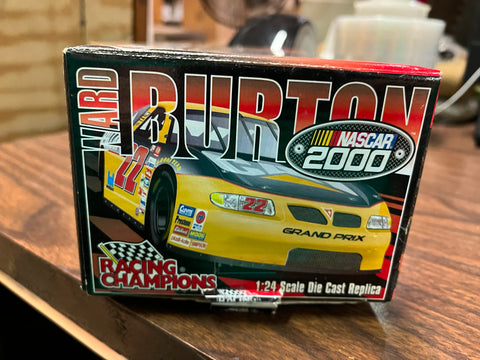 WARD
BURTON
NASCAR
2000
22
22
GRAND PRIX
RACING
CHAMPIONS
1:24 Scale Die Cast Replica